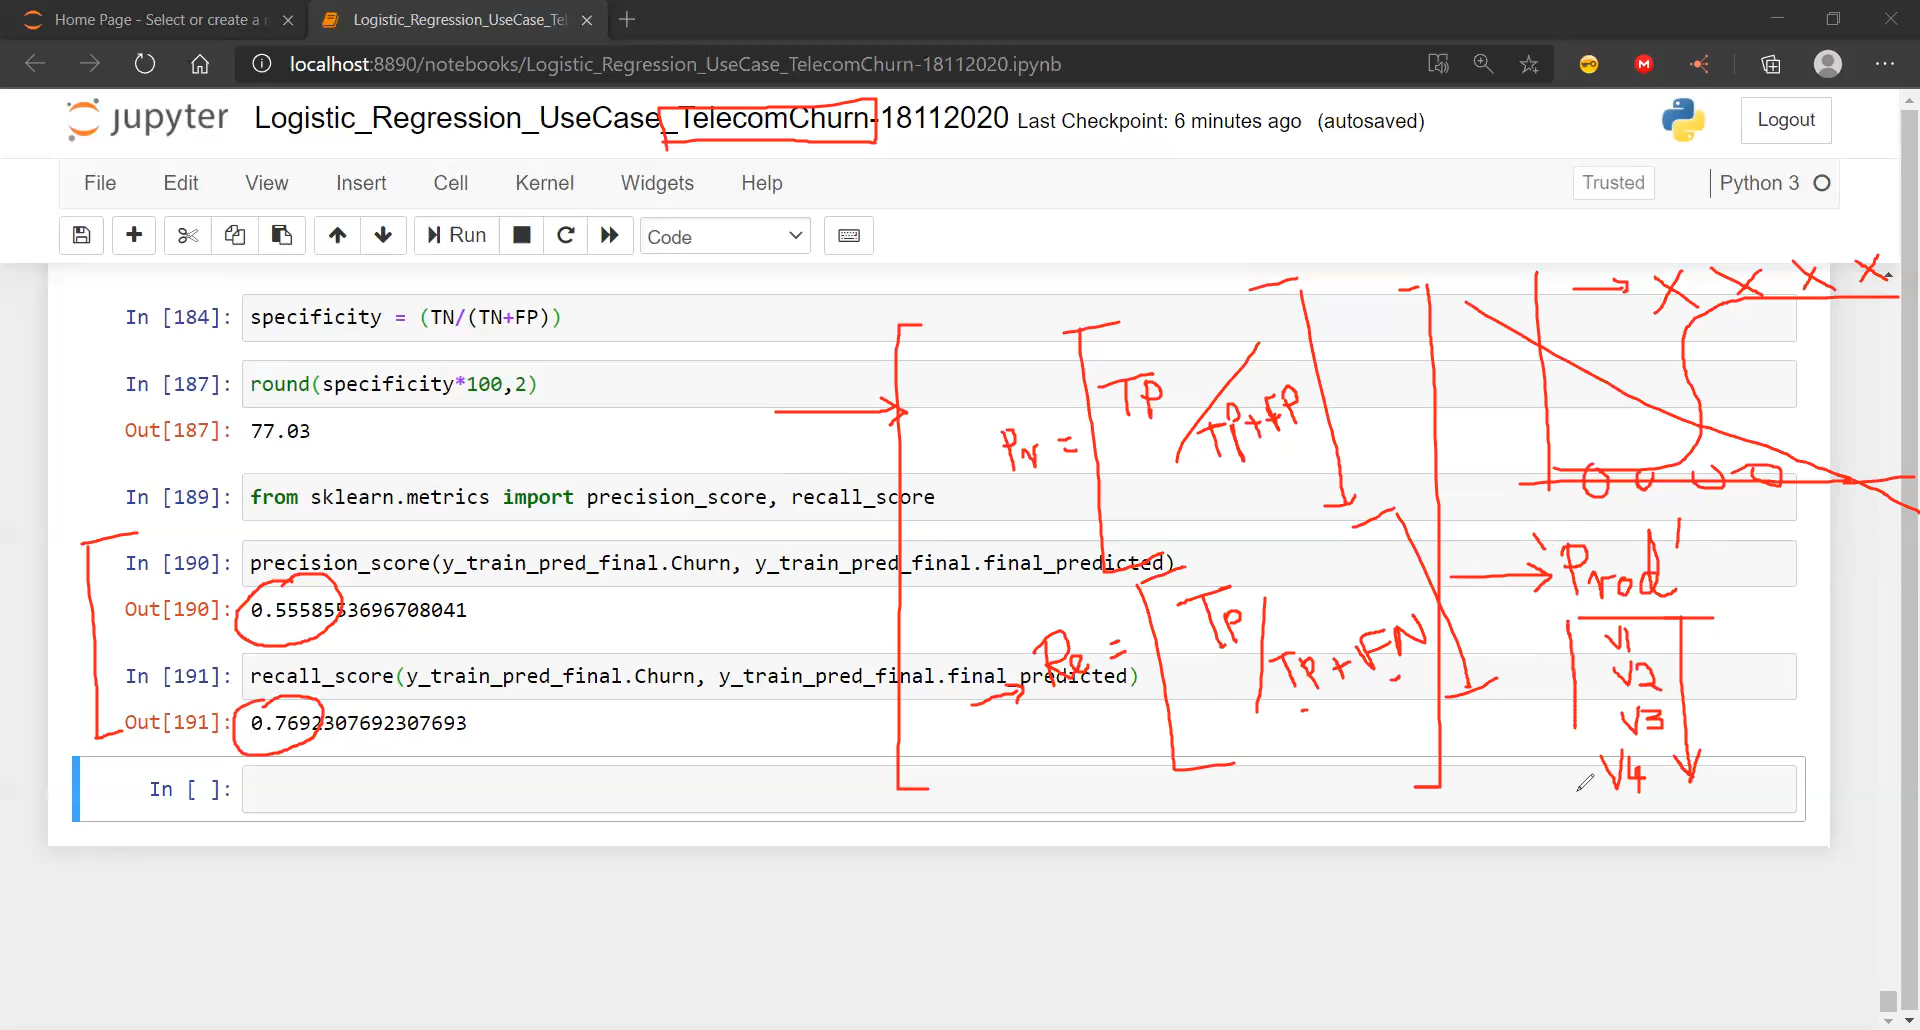 Home Page - Select or create a n
Logistic_Regression_UseCase_Tel
localhost:8890/notebooks/Logistic_Regression_UseCase_TelecomChurn-18112020.ipynb
jupyter Logistic_Regression_UseCase_TelecomChurn-18112020 Last Checkpoint: 6 minutes ago (autosaved) Logout
File Edit View Insert Cell Kernel Widgets Help Trusted Python 3
Run Code
In [184]: specificity = (TN/(TN+FP))
In [187]: round(specificity*100,2)
Out[187]: 77.03
In [189]: from sklearn.metrics import precision_score, recall_score
In [190]: precision_score(y_train_pred_final.Churn, y_train_pred_final.final_predicted)
Out[190]: 0.5558553696708041
In [191]: recall_score(y_train_pred_final.Churn, y_train_pred_final.final_predicted)
Out[191]: 0.7692307692307693
In [ ]:
Pr = TP / TP+FP
Re = TP / TP+FN
X X X X
'Prod'
V1
V2
V3
V4